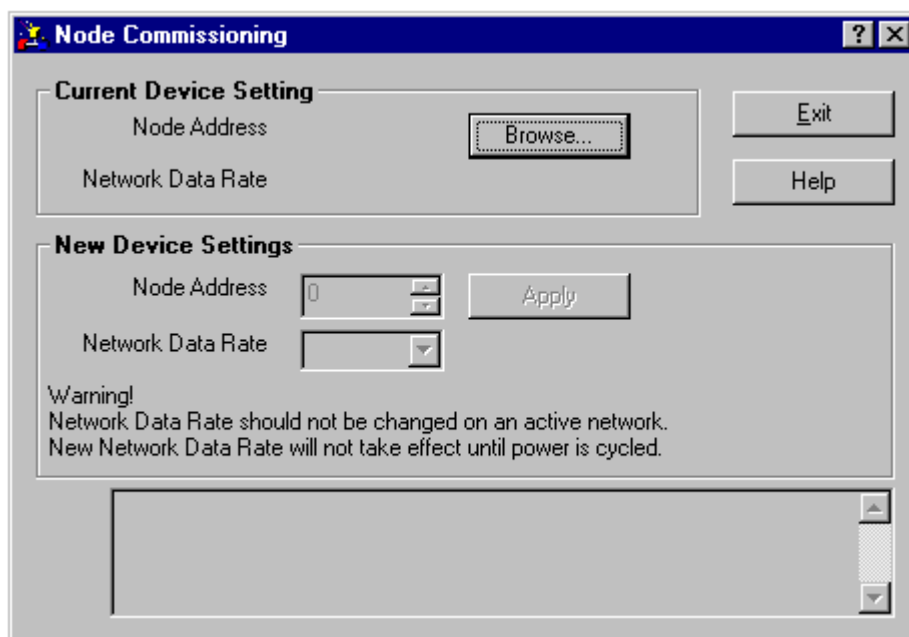 Node Commissioning
Current Device Setting
Node Address
Browse...
Exit
Network Data Rate
Help
New Device Settings
Node Address
0
Apply
Network Data Rate
Warning!
Network Data Rate should not be changed on an active network.
New Network Data Rate will not take effect until power is cycled.